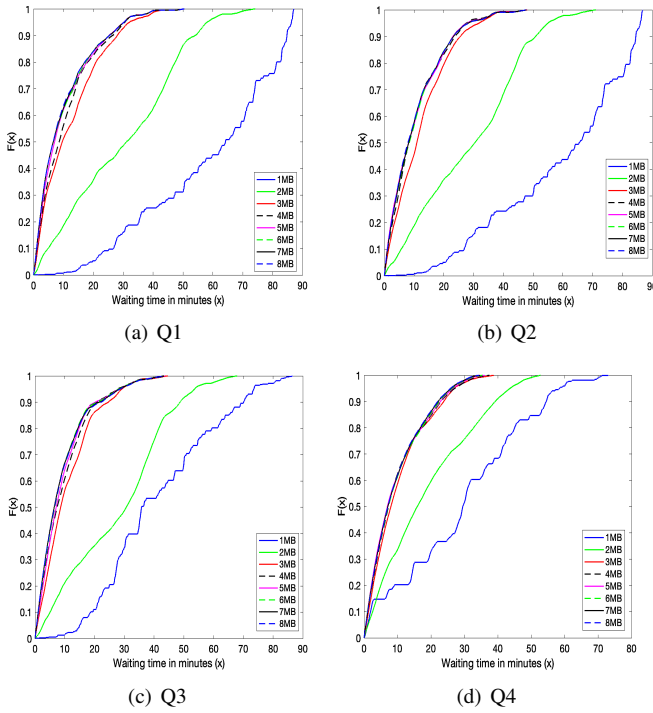 F(x)
1
0.9
0.8
0.7
0.6
0.5
0.4
0.3
0.2
0.1
0
0 10 20 30 40 50 60 70 80 90
Waiting time in minutes (x)
1MB
2MB
3MB
4MB
5MB
6MB
7MB
8MB
(a) Q1
F(x)
1
0.9
0.8
0.7
0.6
0.5
0.4
0.3
0.2
0.1
0
0 10 20 30 40 50 60 70 80 90
Waiting time in minutes (x)
1MB
2MB
3MB
4MB
5MB
6MB
7MB
8MB
(b) Q2
F(x)
1
0.9
0.8
0.7
0.6
0.5
0.4
0.3
0.2
0.1
0
0 10 20 30 40 50 60 70 80 90
Waiting time in minutes (x)
1MB
2MB
3MB
4MB
5MB
6MB
7MB
8MB
(c) Q3
F(x)
1
0.9
0.8
0.7
0.6
0.5
0.4
0.3
0.2
0.1
0
0 10 20 30 40 50 60 70 80
Waiting time in minutes (x)
1MB
2MB
3MB
4MB
5MB
6MB
7MB
8MB
(d) Q4